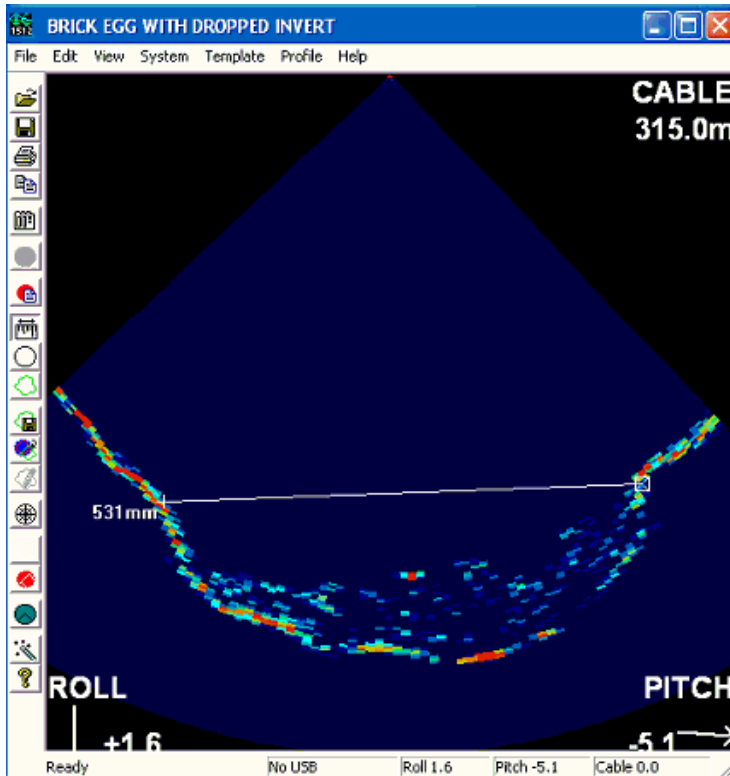 1512
BRICK EGG WITH DROPPED INVERT
File Edit View System Template Profile Help
CABLE
315.0m
531mm
ROLL
PITCH
+1.6
-5.1
Ready No USB Roll 1.6 Pitch -5.1 Cable 0.0